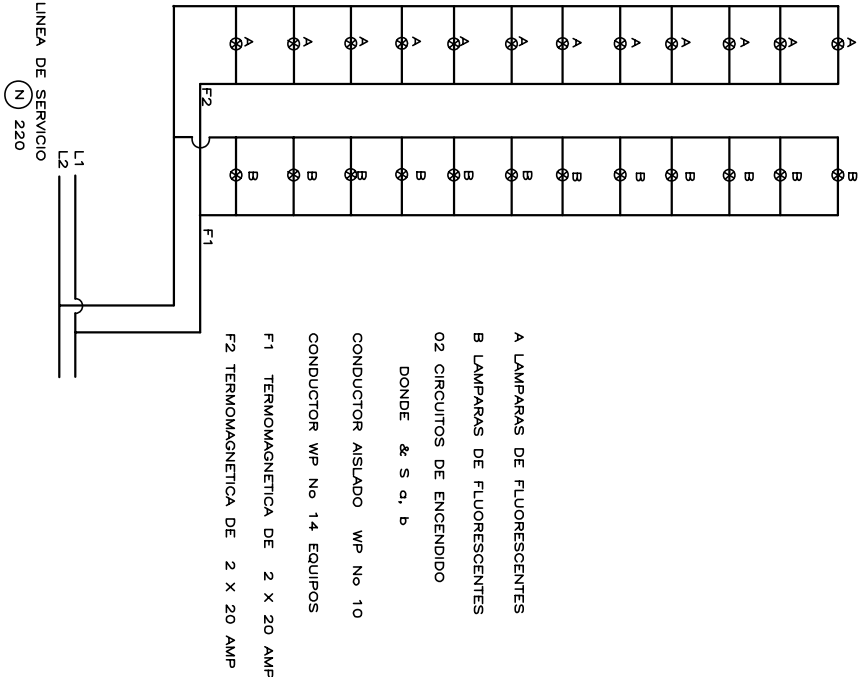 A B
A B
A B
A B
A B
A B
A B
A B
A B
A B
A B
A B
A LAMPARAS DE FLUORESCENTES
B LAMPARAS DE FLUORESCENTES
02 CIRCUITOS DE ENCENDIDO
DONDE & S a, b
CONDUCTOR AISLADO WP No 10
CONDUCTOR WP No 14 EQUIPOS
F1 TERMOMAGNETICA DE 2 X 20 AMP
F2 TERMOMAGNETICA DE 2 X 20 AMP
F2
F1
L1
L2
LINEA DE SERVICIO
N 220